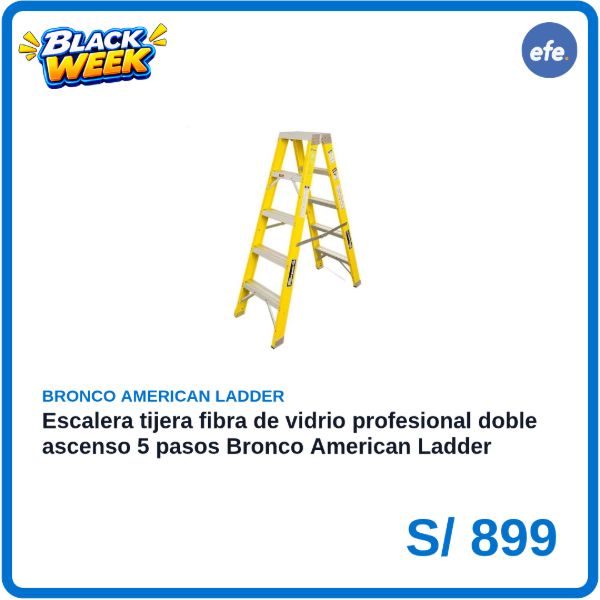 BLACK
WEEK
efe.
BRONCO AMERICAN LADDER
Escalera tijera fibra de vidrio profesional doble
ascenso 5 pasos Bronco American Ladder
S/ 899